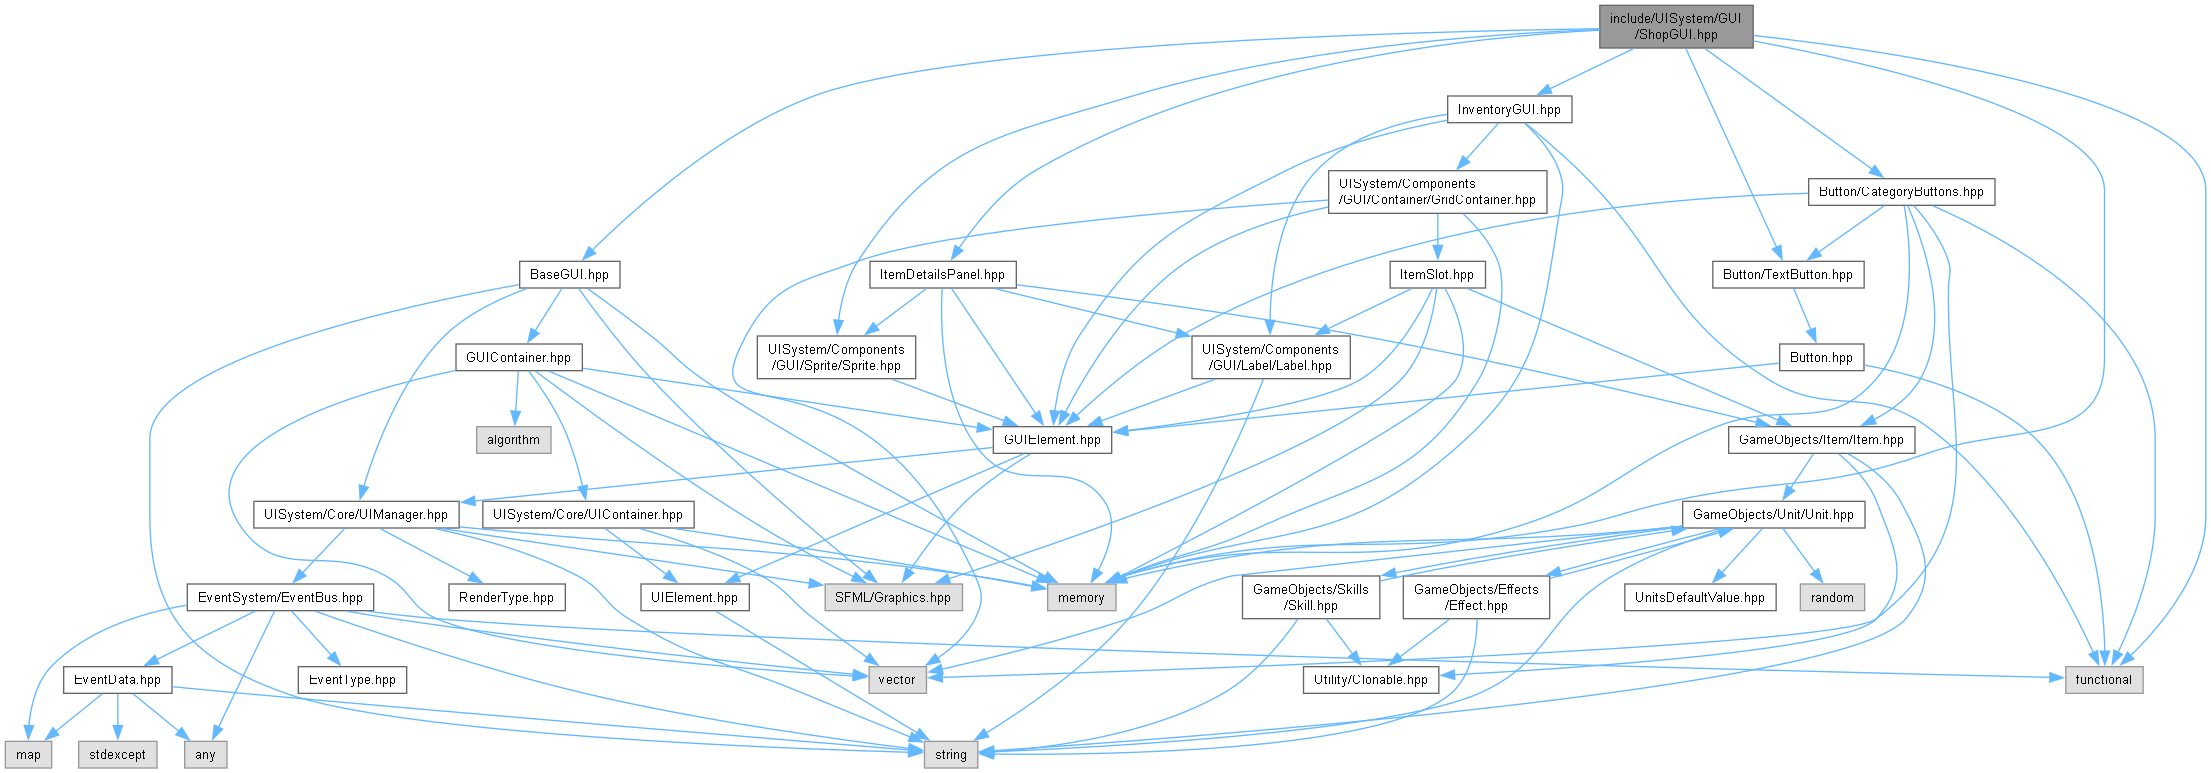 include/UISystem/GUI
/ShopGUI.hpp
InventoryGUI.hpp
UISystem/Components
/GUI/Container/GridContainer.hpp
Button/CategoryButtons.hpp
BaseGUI.hpp
ItemDetailsPanel.hpp
ItemSlot.hpp
Button/TextButton.hpp
UISystem/Components
/GUI/Sprite/Sprite.hpp
UISystem/Components
/GUI/Label/Label.hpp
GUIContainer.hpp
Button.hpp
algorithm
GUIElement.hpp
GameObjects/Item/Item.hpp
UISystem/Core/UIManager.hpp
UISystem/Core/UIContainer.hpp
GameObjects/Unit/Unit.hpp
EventSystem/EventBus.hpp
RenderType.hpp
UIElement.hpp
SFML/Graphics.hpp
memory
GameObjects/Skills
/Skill.hpp
GameObjects/Effects
/Effect.hpp
UnitsDefaultValue.hpp
random
EventData.hpp
EventType.hpp
vector
Utility/Clonable.hpp
functional
map
stdexcept
any
string